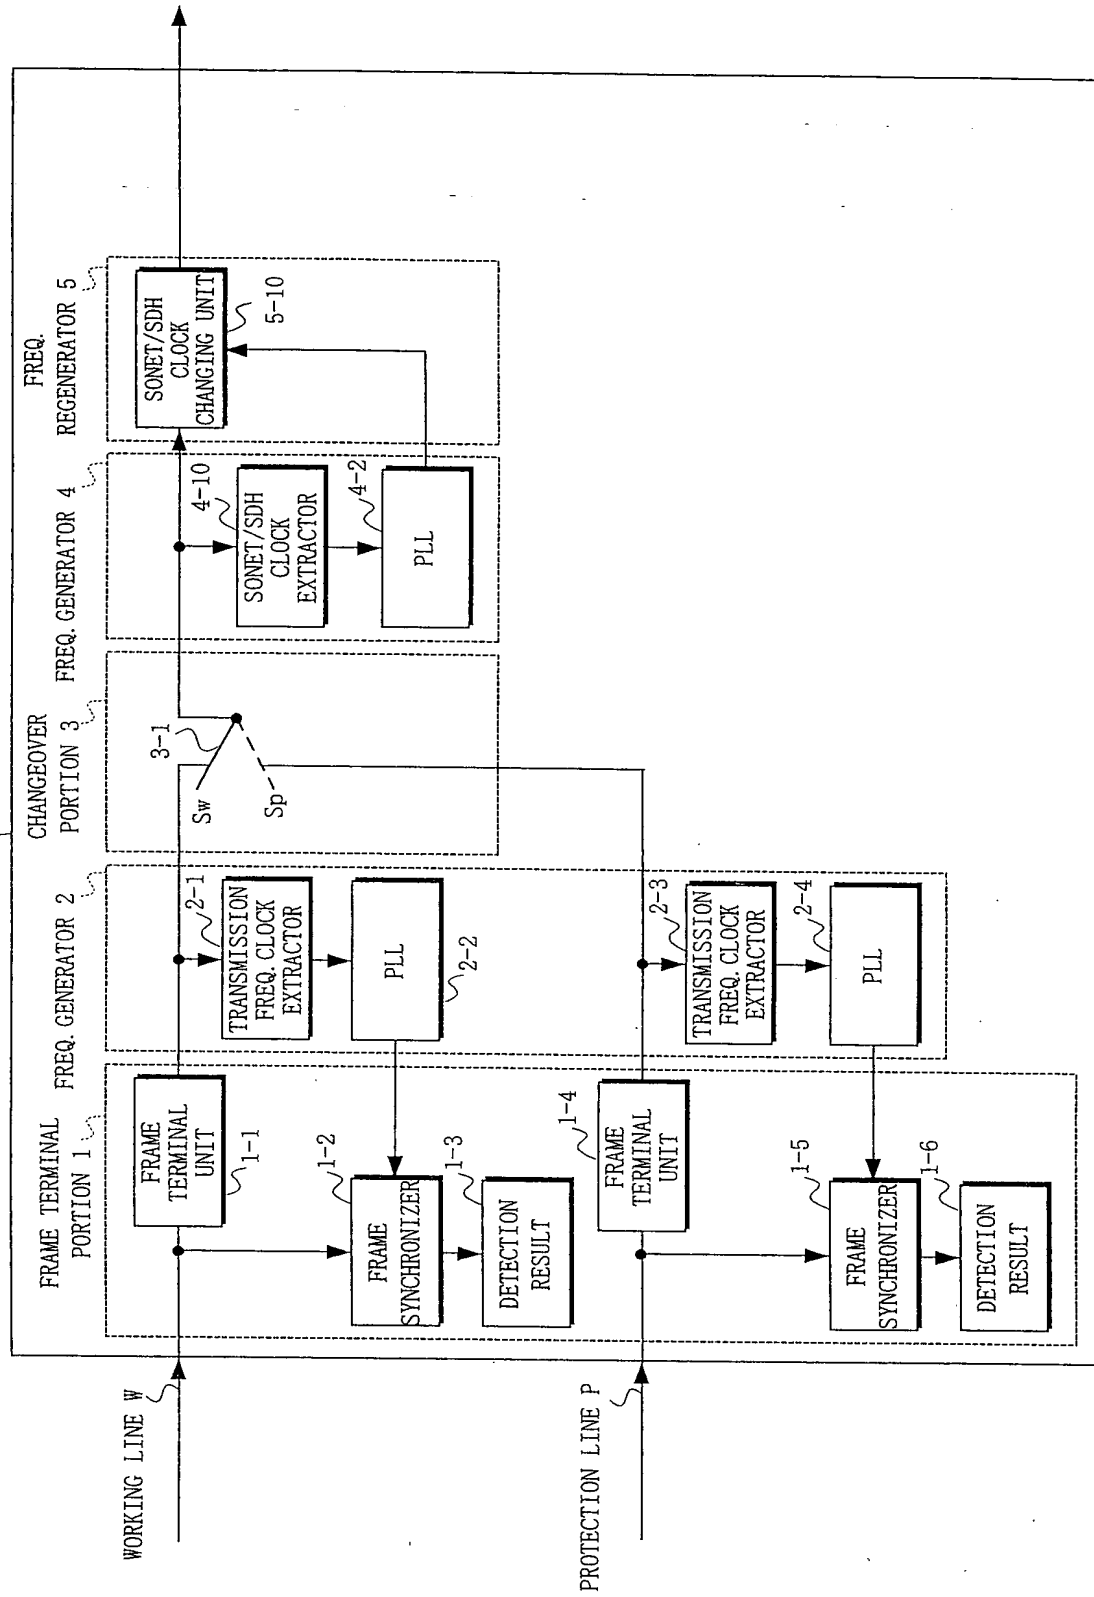 WORKING LINE W
PROTECTION LINE P
FRAME TERMINAL
PORTION 1
FRAME
TERMINAL
UNIT
1-1
FRAME
SYNCHRONIZER
1-2
DETECTION
RESULT
1-3
FRAME
TERMINAL
UNIT
1-4
FRAME
SYNCHRONIZER
1-5
DETECTION
RESULT
1-6
FREQ. GENERATOR 2
TRANSMISSION
FREQ. CLOCK
EXTRACTOR
2-1
PLL
2-2
TRANSMISSION
FREQ. CLOCK
EXTRACTOR
2-3
PLL
2-4
CHANGEOVER
PORTION 3
3-1
Sw
Sp
FREQ. GENERATOR 4
4-10
SONET/SDH
CLOCK
EXTRACTOR
4-2
PLL
FREQ.
REGENERATOR 5
SONET/SDH
CLOCK
CHANGING UNIT
5-10